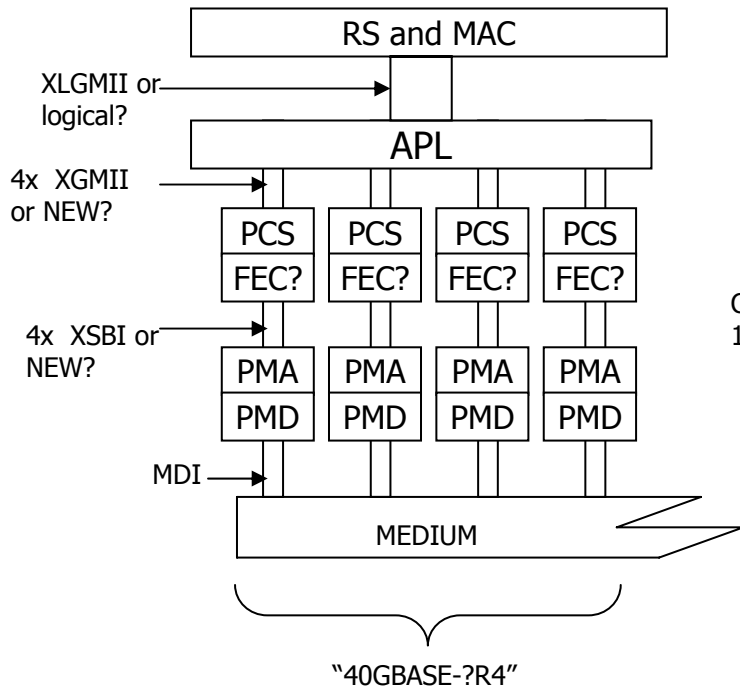 RS and MAC
XLGMII or
logical?
APL
4x XGMII
or NEW?
PCS PCS PCS PCS
FEC? FEC? FEC? FEC?
4x XSBI or
NEW?
PMA PMA PMA PMA
PMD PMD PMD PMD
MDI
MEDIUM
“40GBASE-?R4”